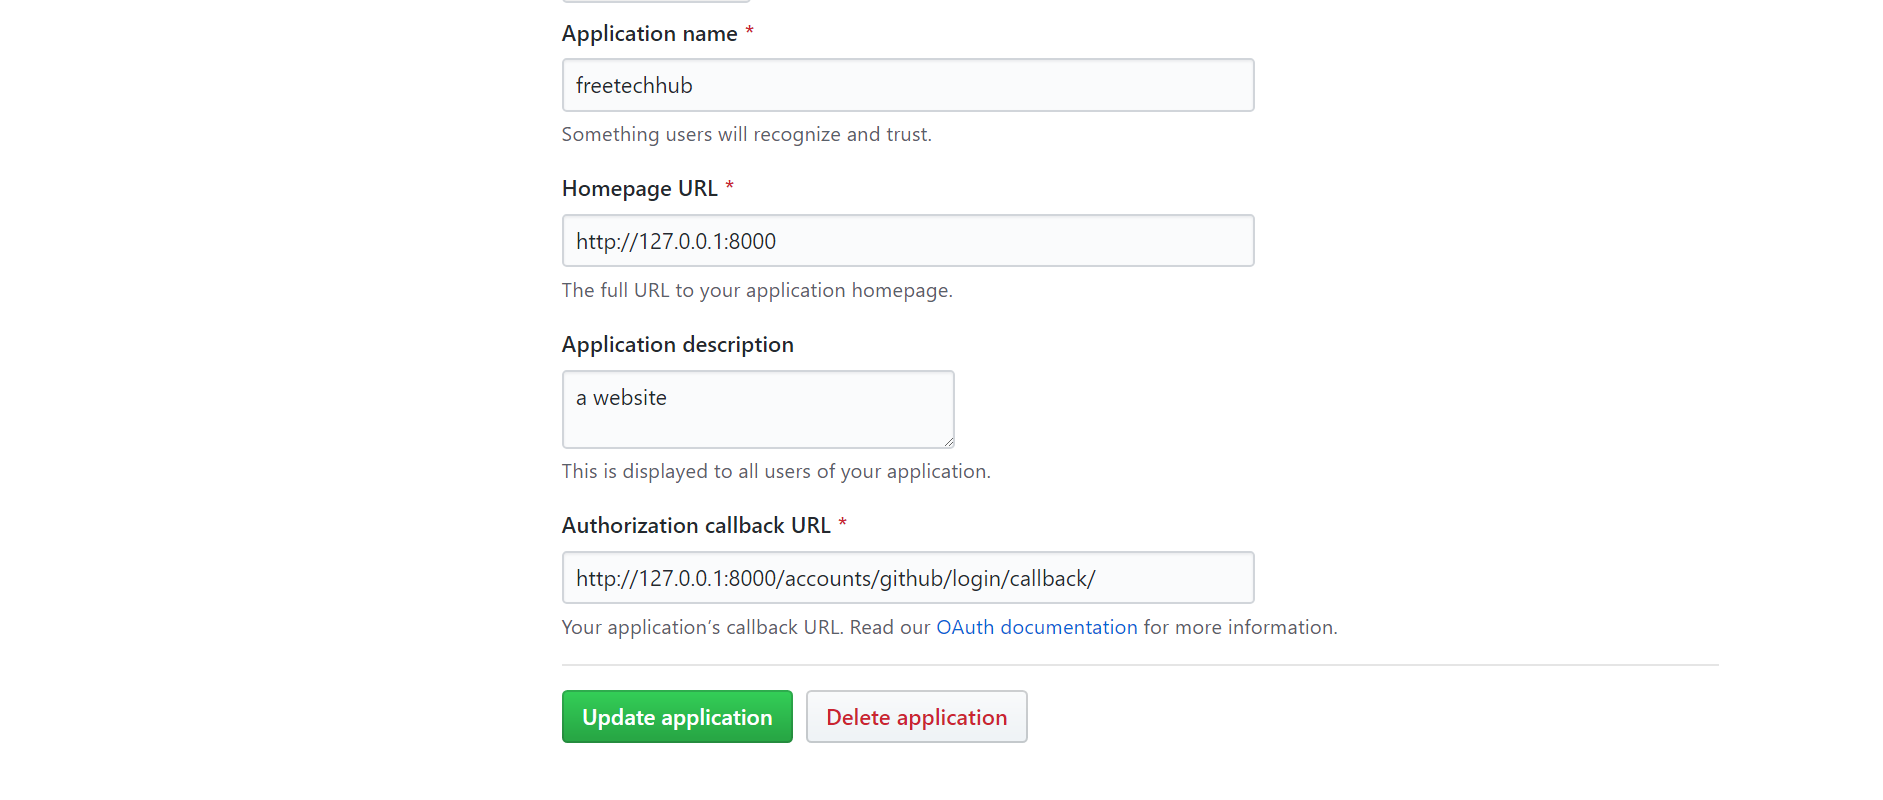 Application name *
freetechhub
Something users will recognize and trust.
Homepage URL *
http://127.0.0.1:8000
The full URL to your application homepage.
Application description
a website
This is displayed to all users of your application.
Authorization callback URL *
http://127.0.0.1:8000/accounts/github/login/callback/
Your application’s callback URL. Read our OAuth documentation for more information.
Update application Delete application